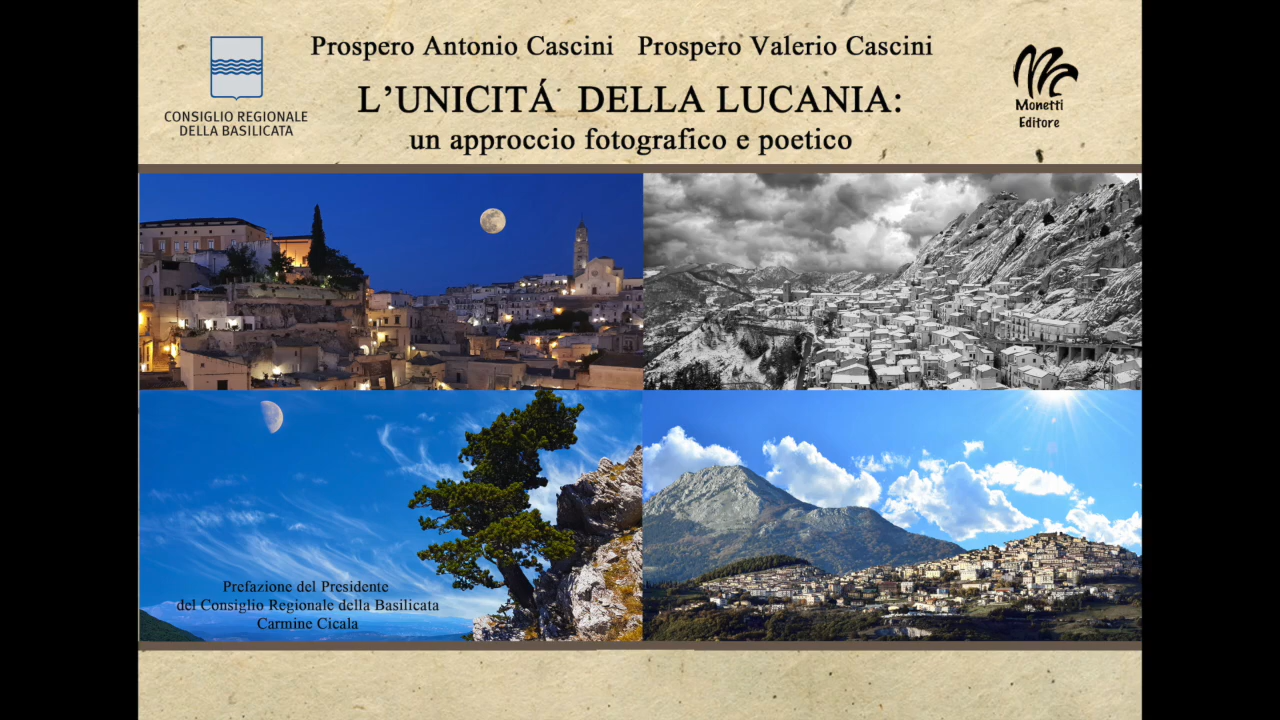 Prospero Antonio Cascini Prospero Valerio Cascini
L'UNICITÁ DELLA LUCANIA:
un approccio fotografico e poetico
CONSIGLIO REGIONALE
DELLA BASILICATA
Monetti
Editore
Prefazione del Presidente
del Consiglio Regionale della Basilicata
Carmine Cicala